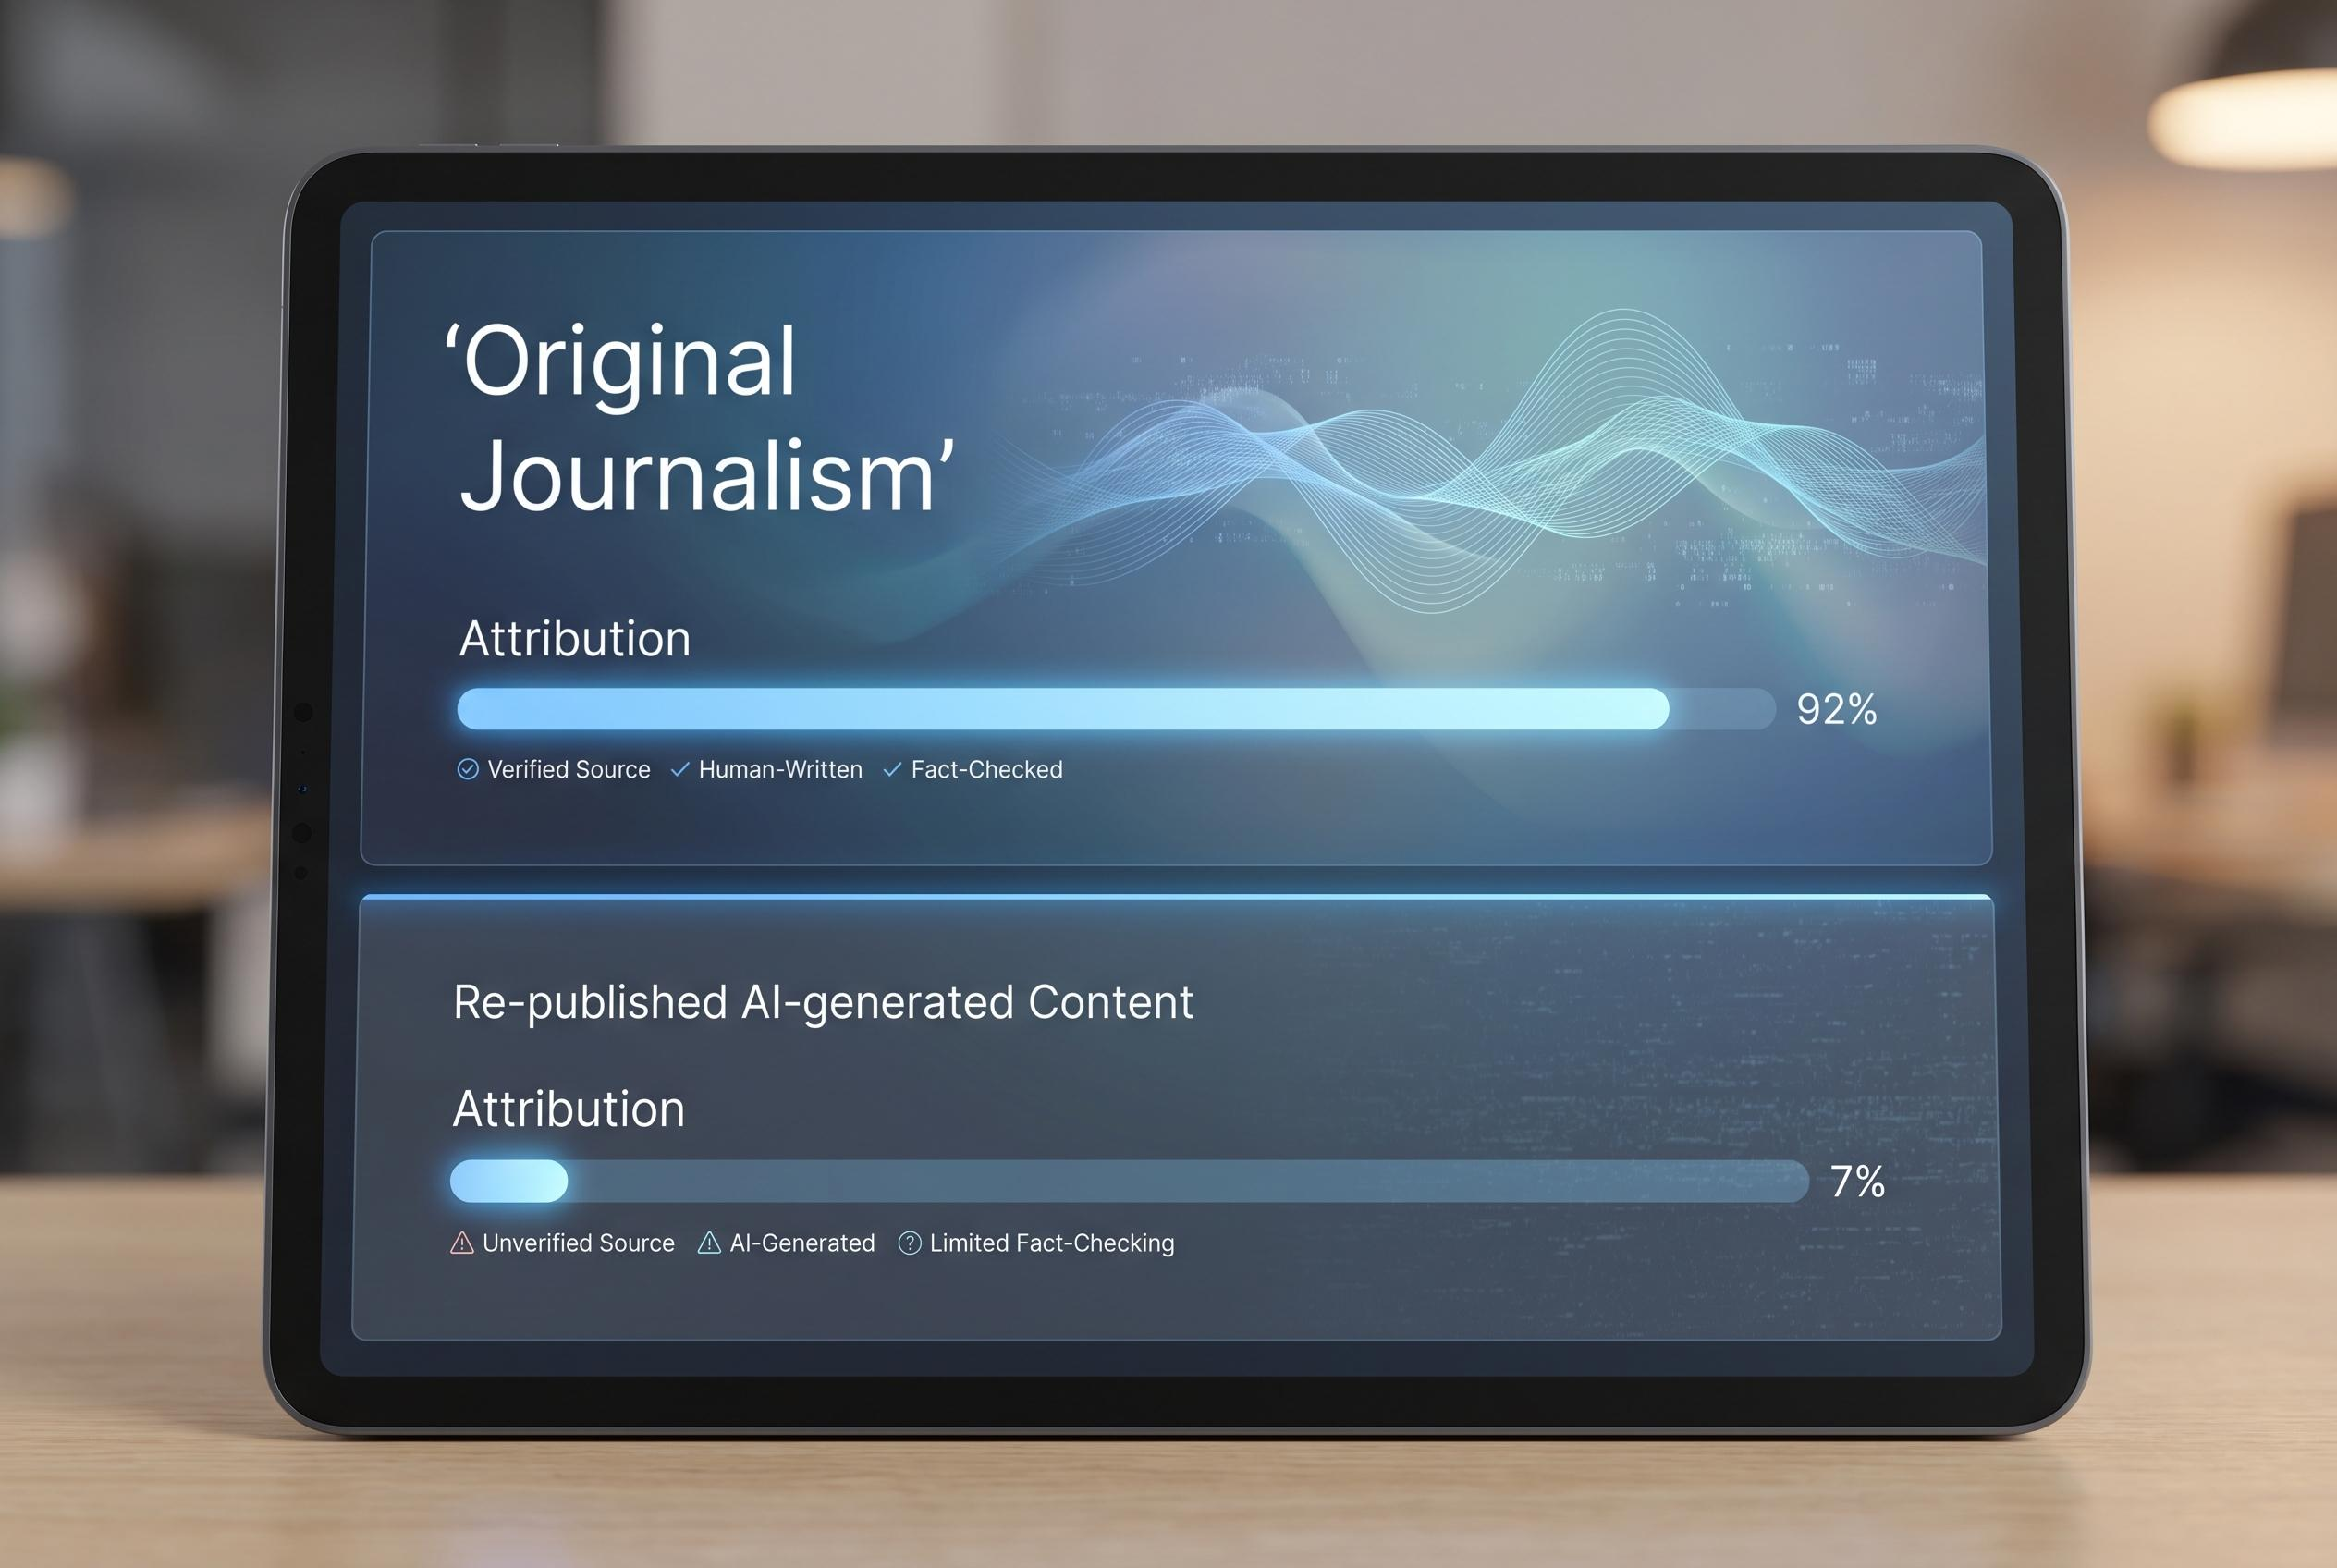 ‘Original
Journalism’
Attribution
92%
Verified Source Human-Written Fact-Checked
Re-published AI-generated Content
Attribution
7%
Unverified Source AI-Generated Limited Fact-Checking